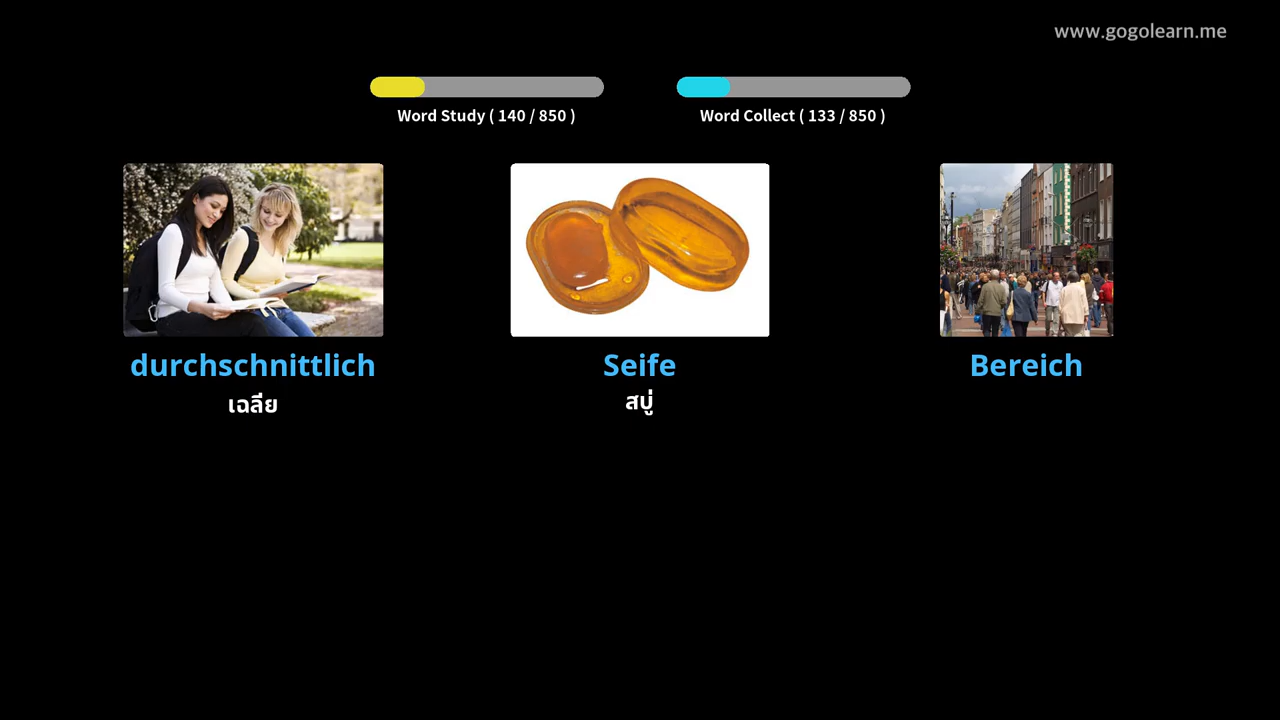 www.gogolearn.me
Word Study ( 140 / 850 )
Word Collect ( 133 / 850 )
durchschnittlich
Seife
Bereich
เฉลี่ย
สบู่